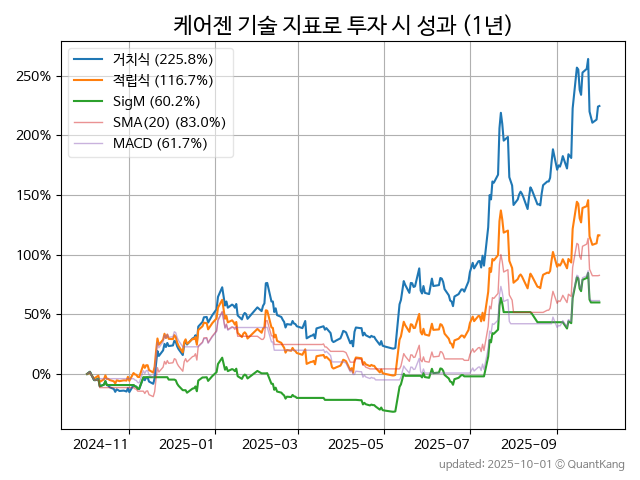 케어젠 기술 지표로 투자 시 성과 (1년)
거치식 (225.8%)
적립식 (116.7%)
SigM (60.2%)
SMA(20) (83.0%)
MACD (61.7%)
250%
200%
150%
100%
50%
0%
2024-11
2025-01
2025-03
2025-05
2025-07
2025-09
updated: 2025-10-01 © QuantKang